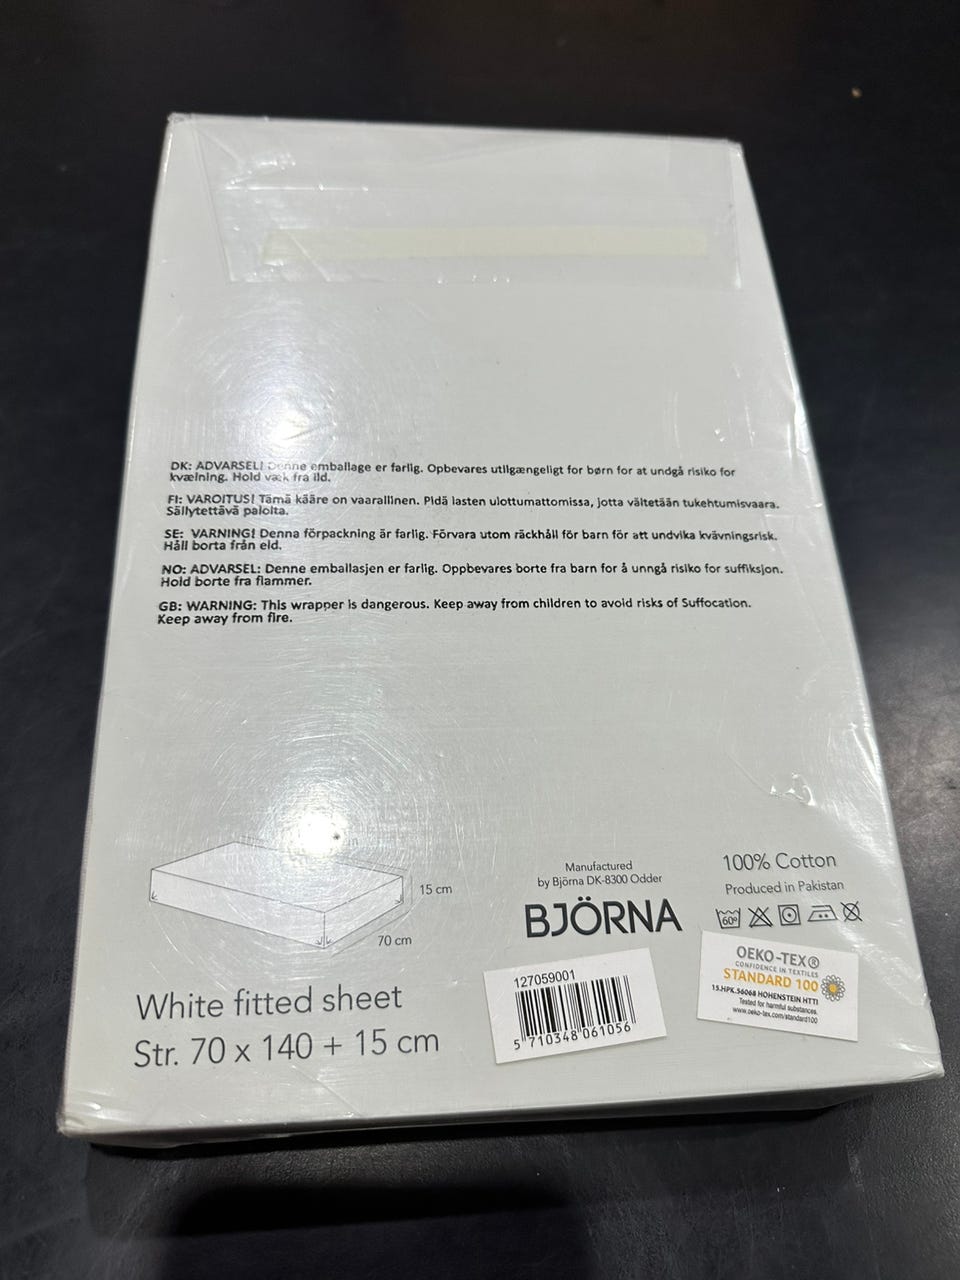 DK: ADVARSEL! Denne emballage er farlig. Opbevares utilgængeligt for børn for at undgå risiko for
kvælning. Hold væk fra ild.
FI: VAROITUS! Tämä kääre on vaarallinen. Pidä lasten ulottumattomissa, jotta vältetään tukehtumisvaara.
Säilytettävä paloita.
SE: VARNING! Denna förpackning är farlig. Förvara utom räckhåll för barn för att undvika kvävningsrisk.
Håll borta från eld.
NO: ADVARSEL: Denne emballasjen er farlig. Oppbevares borte fra barn for å unngå risiko for suffiksjon.
Hold borte fra flammer.
GB: WARNING: This wrapper is dangerous. Keep away from children to avoid risks of Suffocation.
Keep away from fire.
15 cm
70 cm
White fitted sheet
Str. 70 x 140 + 15 cm
Manufactured
by Björna DK-8300 Odder
BJÖRNA
127059001
5 710348 061056
100% Cotton
Produced in Pakistan
60°
OEKO-TEX®
CONFIDENCE IN TEXTILES
STANDARD 100
15.HPK.56068 HOHENSTEIN HTTI
Tested for harmful substances.
www.oeko-tex.com/standard100